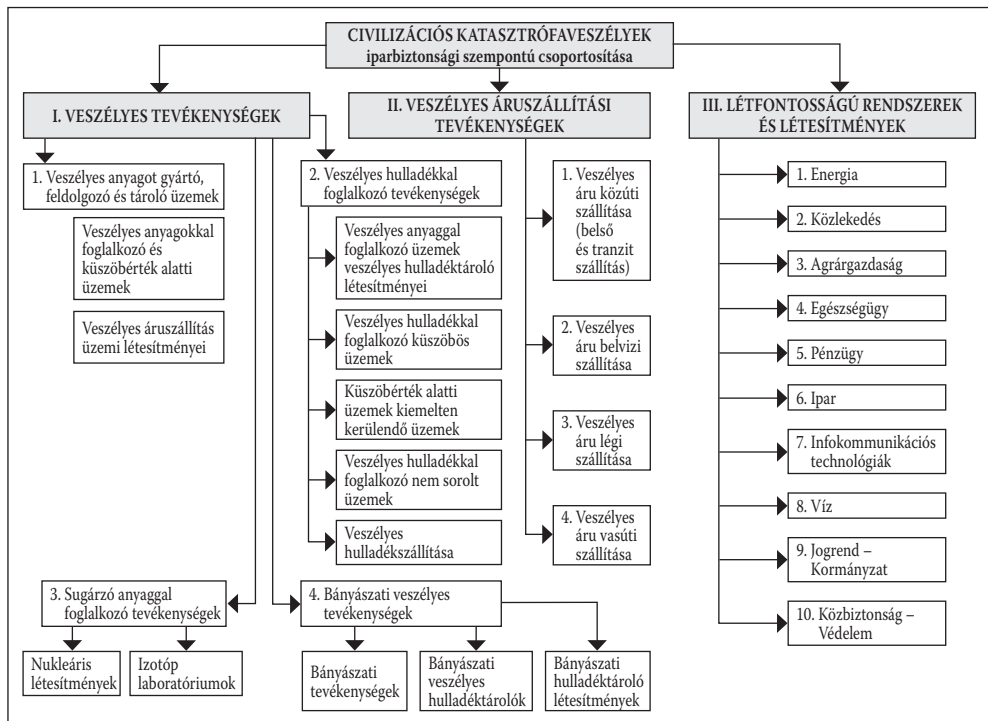 CIVILIZÁCIÓS KATASZTRÓFAVESZÉLYEK
iparbiztonsági szempontú csoportosítása
I. VESZÉLYES TEVÉKENYSÉGEK
1. Veszélyes anyagot gyártó,
feldolgozó és tároló üzemek
Veszélyes anyagokkal
foglalkozó és
küszöbérték alatti
üzemek
Veszélyes áruszállítás
üzemi létesítményei
2. Veszélyes hulladékkal
foglalkozó tevékenységek
Veszélyes anyaggal
foglalkozó üzemek
veszélyes hulladéktároló
létesítményei
Veszélyes hulladékkal
foglalkozó küszöbös
üzemek
Küszöbérték alatti
üzemek kiemelten
kerülendő üzemek
Veszélyes hulladékkal
foglalkozó nem sorolt
üzemek
Veszélyes
hulladékszállítása
3. Sugárzó anyaggal
foglalkozó tevékenységek
Nukleáris
létesítmények
Izotóp
laboratóriumok
4. Bányászati veszélyes
tevékenységek
Bányászati
tevékenységek
Bányászati
veszélyes
hulladéktárolók
Bányászati
hulladéktároló
létesítmények
II. VESZÉLYES ÁRUSZÁLLÍTÁSI
TEVÉKENYSÉGEK
1. Veszélyes
áru közúti
szállítása
(belső
és tranzit
szállítás)
2. Veszélyes
áru belvizi
szállítása
3. Veszélyes
áru légi
szállítása
4. Veszélyes
áru vasúti
szállítása
III. LÉTFONTOSSÁGÚ RENDSZEREK
ÉS LÉTESÍTMÉNYEK
1. Energia
2. Közlekedés
3. Agrárgazdaság
4. Egészségügy
5. Pénzügy
6. Ipar
7. Infokommunikációs
technológiák
8. Víz
9. Jogrend –
Kormányzat
10. Közbiztonság –
Védelem